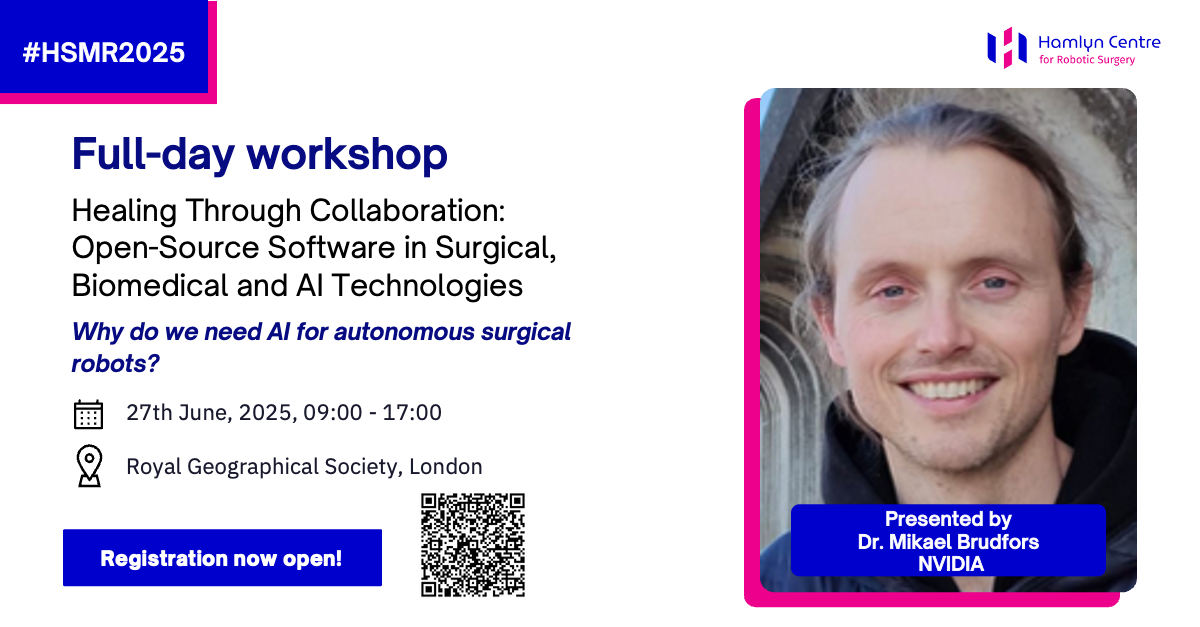 #HSMR2025
Hamlyn Centre
for Robotic Surgery
Full-day workshop
Healing Through Collaboration:
Open-Source Software in Surgical,
Biomedical and AI Technologies
Why do we need AI for autonomous surgical
robots?
27th June, 2025, 09:00 - 17:00
Royal Geographical Society, London
Registration now open!
Presented by
Dr. Mikael Brudfors
NVIDIA